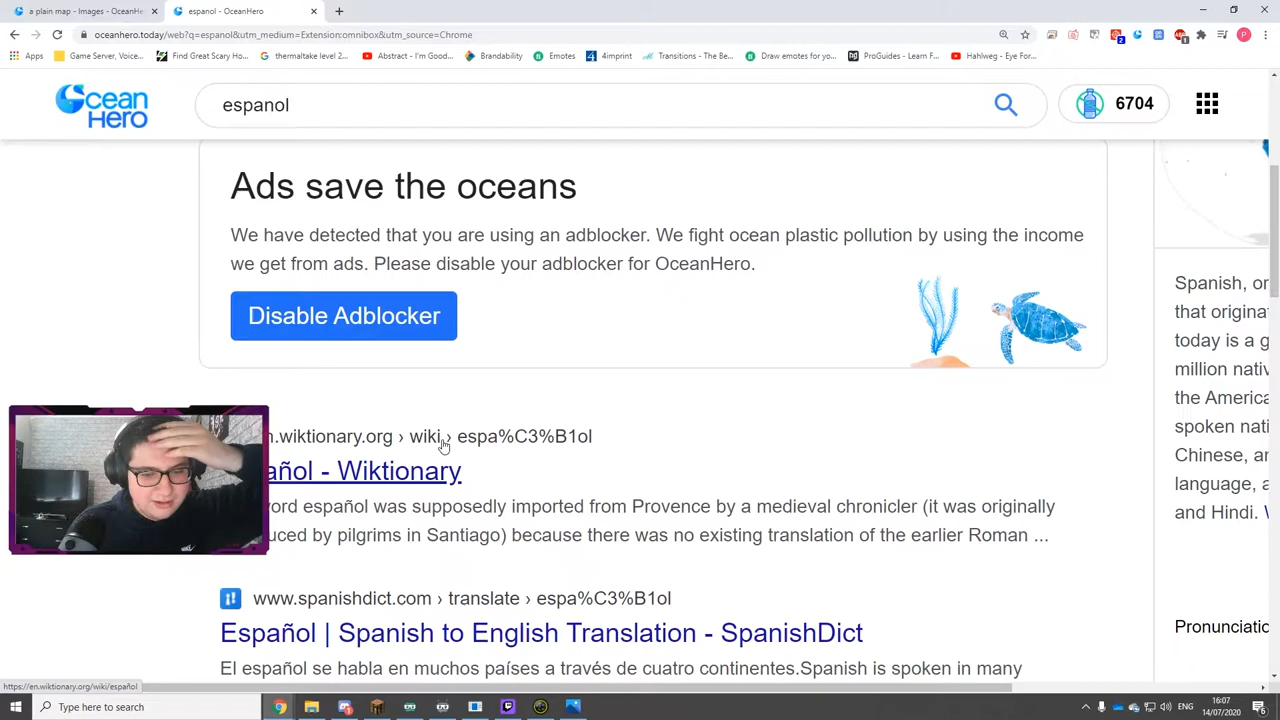 a plain map - Images - OceanHe
espanol - OceanHero
oceanhero.today/web?q=espanol&utm_medium=Extension:omnibox&utm_source=Chrome
Apps
Game Server, Voice...
Find Great Scary Ho...
thermaltake level 2...
Abstract - I'm Good...
Brandability
Emotes
4imprint
Transitions - The Be...
Draw emotes for yo...
ProGuides - Learn F...
Hahlweg - Eye For...
Ocean Hero
espanol
6704
Ads save the oceans
We have detected that you are using an adblocker. We fight ocean plastic pollution by using the income
we get from ads. Please disable your adblocker for OceanHero.
Disable Adblocker
Spanish, or
that origina
today is a g
million nativ
the America
spoken nati
Chinese, an
language, a
and Hindi. W
n.wiktionary.org › wiki › espa%C3%B1ol
añol - Wiktionary
ord español was supposedly imported from Provence by a medieval chronicler (it was originally
uced by pilgrims in Santiago) because there was no existing translation of the earlier Roman ...
www.spanishdict.com › translate › espa%C3%B1ol
Español | Spanish to English Translation - SpanishDict
El español se habla en muchos países a través de cuatro continentes.Spanish is spoken in many
Pronunciatio
https://en.wiktionary.org/wiki/español
Type here to search
ENG
16:07
14/07/2020